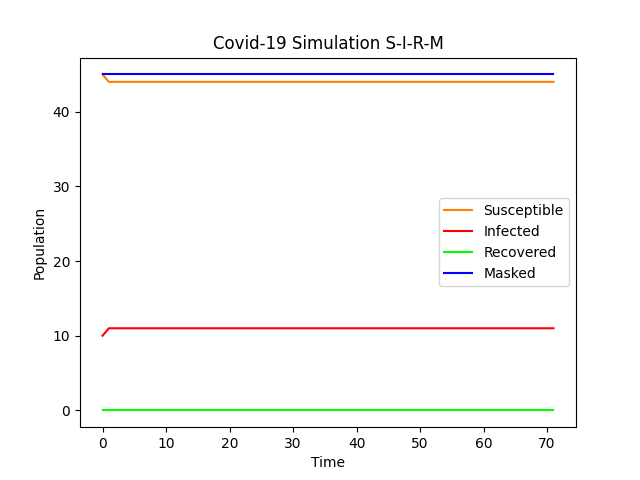 Covid-19 Simulation S-I-R-M
Population
40
30
20
10
0
Susceptible
Infected
Recovered
Masked
0 10 20 30 40 50 60 70
Time